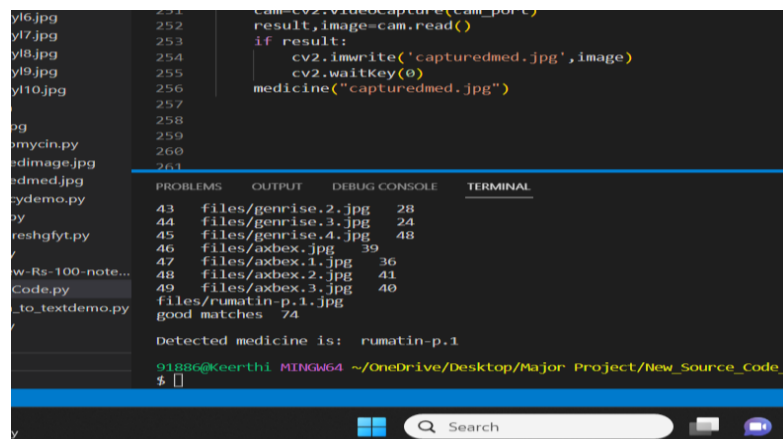 yl6.jpg
yl7.jpg
yl8.jpg
yl9.jpg
yl10.jpg
omycin.py
edimage.jpg
edmed.jpg
cydemo.py
reshgfyt.py
w-Rs-100-note...
Code.py
_to_textdemo.py
251 cam=cv2.VideoCapture(cam_port)
252 result,image=cam.read()
253 if result:
254 cv2.imwrite('capturedmed.jpg',image)
255 cv2.waitKey(0)
256 medicine("capturedmed.jpg")
257
258
259
260
261
PROBLEMS OUTPUT DEBUG CONSOLE TERMINAL
43 files/genrise.2.jpg 28
44 files/genrise.3.jpg 24
45 files/genrise.4.jpg 48
46 files/axbex.jpg 39
47 files/axbex.1.jpg 36
48 files/axbex.2.jpg 41
49 files/axbex.3.jpg 40
files/rumatin-p.1.jpg
good matches 74
Detected medicine is: rumatin-p.1
91886@Keerthi MINGW64 ~/OneDrive/Desktop/Major Project/New_Source_Code_
$
Search